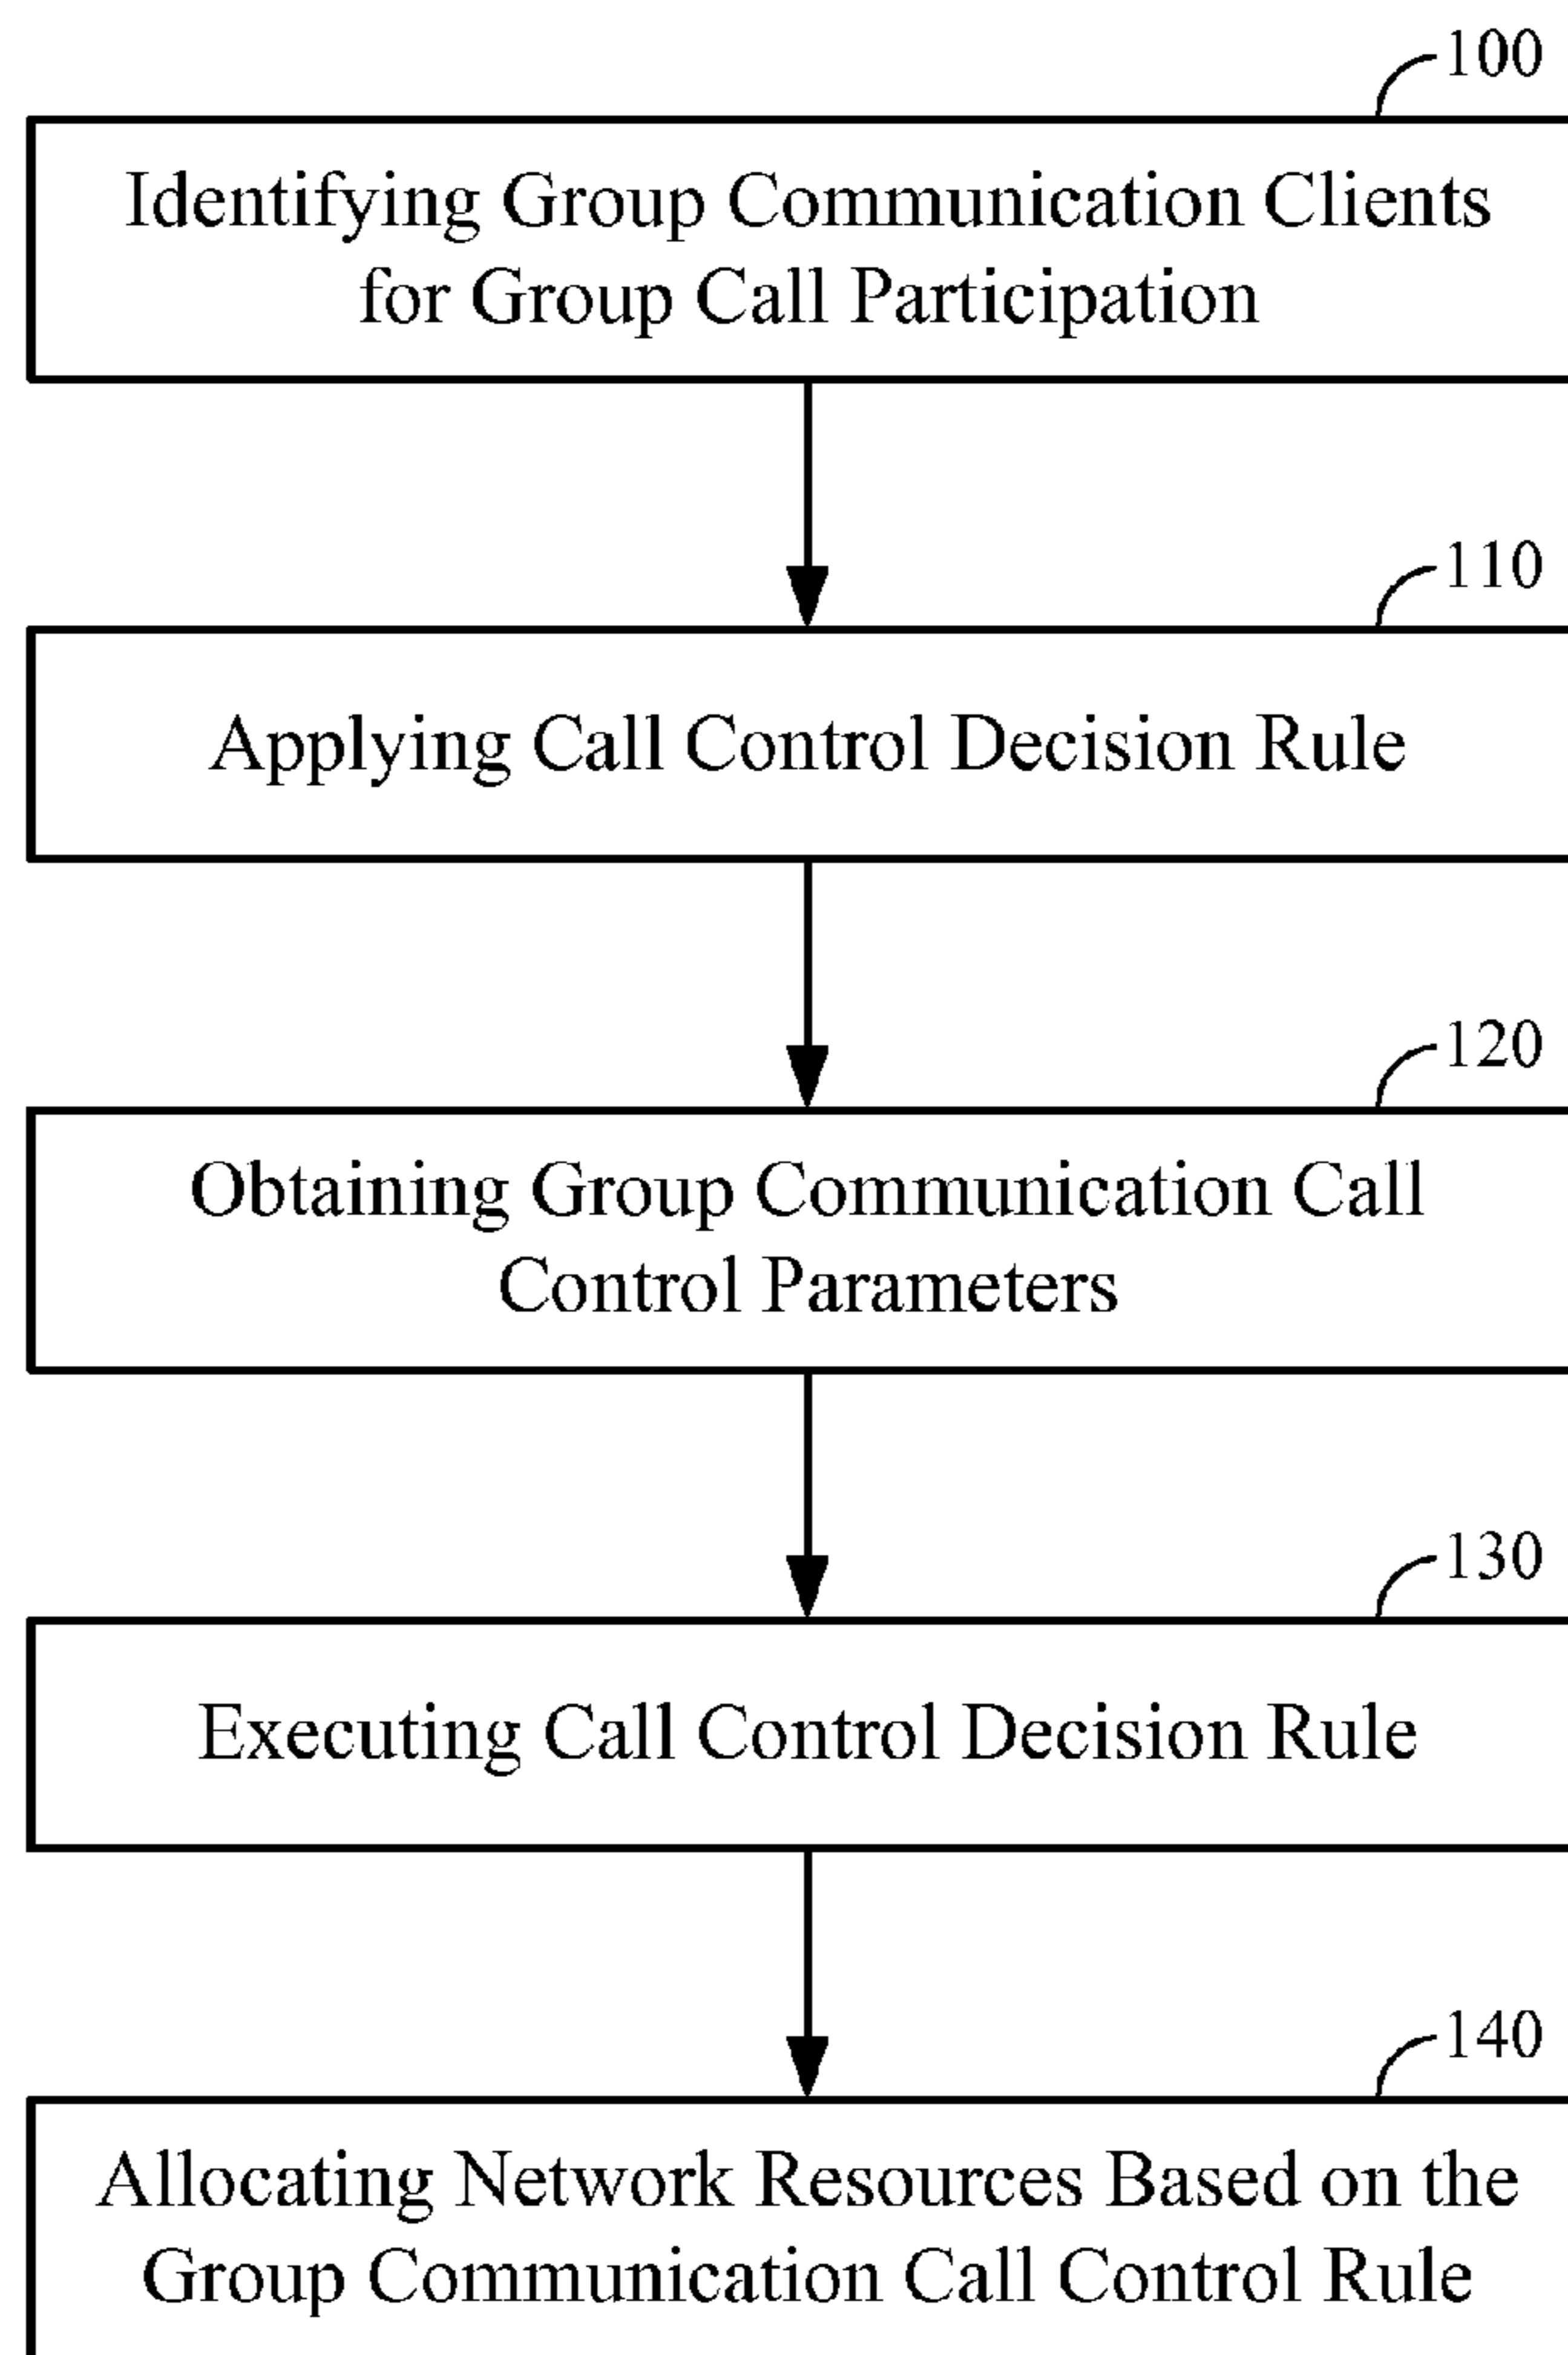 100
Identifying Group Communication Clients
for Group Call Participation
110
Applying Call Control Decision Rule
120
Obtaining Group Communication Call
Control Parameters
130
Executing Call Control Decision Rule
140
Allocating Network Resources Based on the
Group Communication Call Control Rule